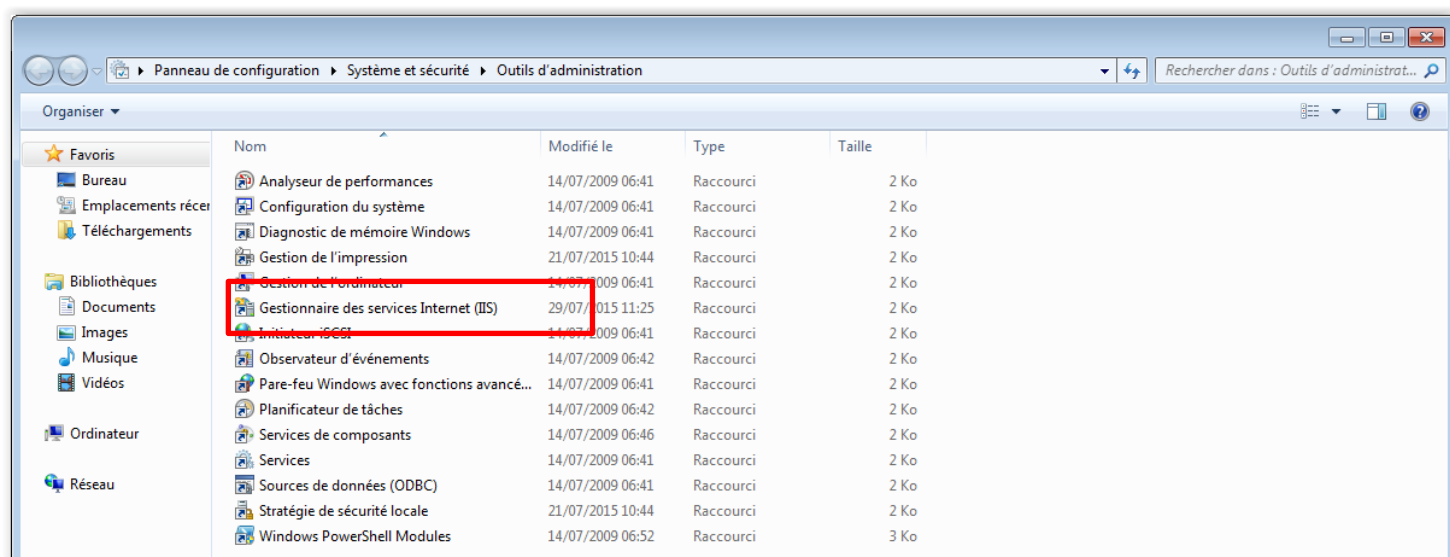 Panneau de configuration Système et sécurité Outils d'administration Rechercher dans : Outils d'administrat...
Organiser
Nom Modifié le Type Taille
Favoris
Bureau
Emplacements récer
Téléchargements
Bibliothèques
Documents
Images
Musique
Vidéos
Ordinateur
Réseau
Analyseur de performances 14/07/2009 06:41 Raccourci 2 Ko
Configuration du système 14/07/2009 06:41 Raccourci 2 Ko
Diagnostic de mémoire Windows 14/07/2009 06:41 Raccourci 2 Ko
Gestion de l'impression 21/07/2015 10:44 Raccourci 2 Ko
Gestion de l'ordinateur 14/07/2009 06:41 Raccourci 2 Ko
Gestionnaire des services Internet (IIS) 29/07/2015 11:25 Raccourci 2 Ko
Initiateur iSCSI 14/07/2009 06:41 Raccourci 2 Ko
Observateur d'événements 14/07/2009 06:42 Raccourci 2 Ko
Pare-feu Windows avec fonctions avancé... 14/07/2009 06:41 Raccourci 2 Ko
Planificateur de tâches 14/07/2009 06:42 Raccourci 2 Ko
Services de composants 14/07/2009 06:46 Raccourci 2 Ko
Services 14/07/2009 06:41 Raccourci 2 Ko
Sources de données (ODBC) 14/07/2009 06:41 Raccourci 2 Ko
Stratégie de sécurité locale 21/07/2015 10:44 Raccourci 2 Ko
Windows PowerShell Modules 14/07/2009 06:52 Raccourci 3 Ko